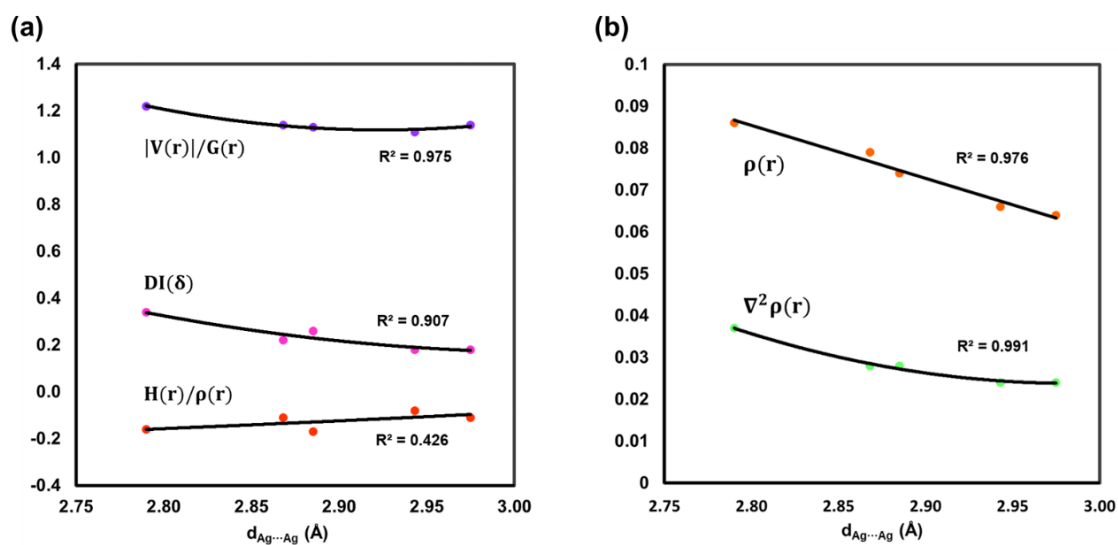 (a)
1.4
1.2
1.0
0.8
0.6
0.4
0.2
0.0
-0.2
-0.4
|V(r)|/G(r)
R² = 0.975
DI(δ)
R² = 0.907
H(r)/ρ(r)
R² = 0.426
2.75
2.80
2.85
2.90
2.95
3.00
d_Ag···Ag (Å)
(b)
0.1
0.09
0.08
0.07
0.06
0.05
0.04
0.03
0.02
0.01
0
ρ(r)
R² = 0.976
∇²ρ(r)
R² = 0.991
2.75
2.80
2.85
2.90
2.95
3.00
d_Ag···Ag (Å)